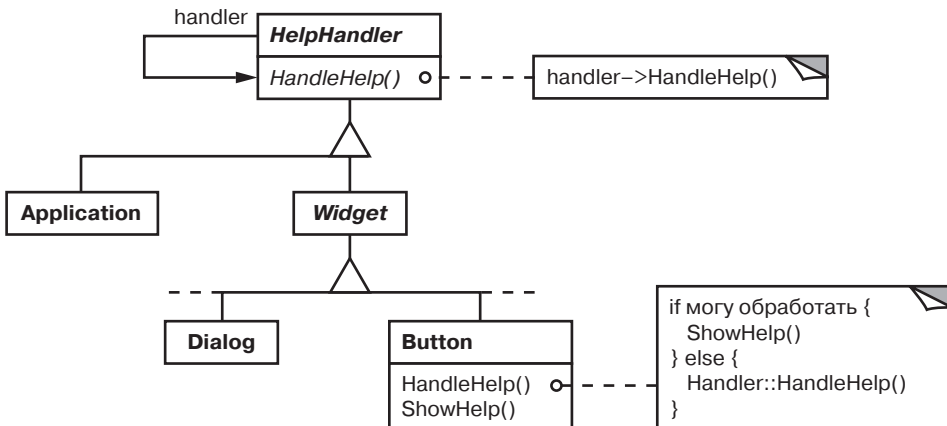 handler
HelpHandler
HandleHelp()
handler–>HandleHelp()
Application
Widget
Dialog
Button
HandleHelp()
ShowHelp()
if могу обработать {
ShowHelp()
} else {
Handler::HandleHelp()
}